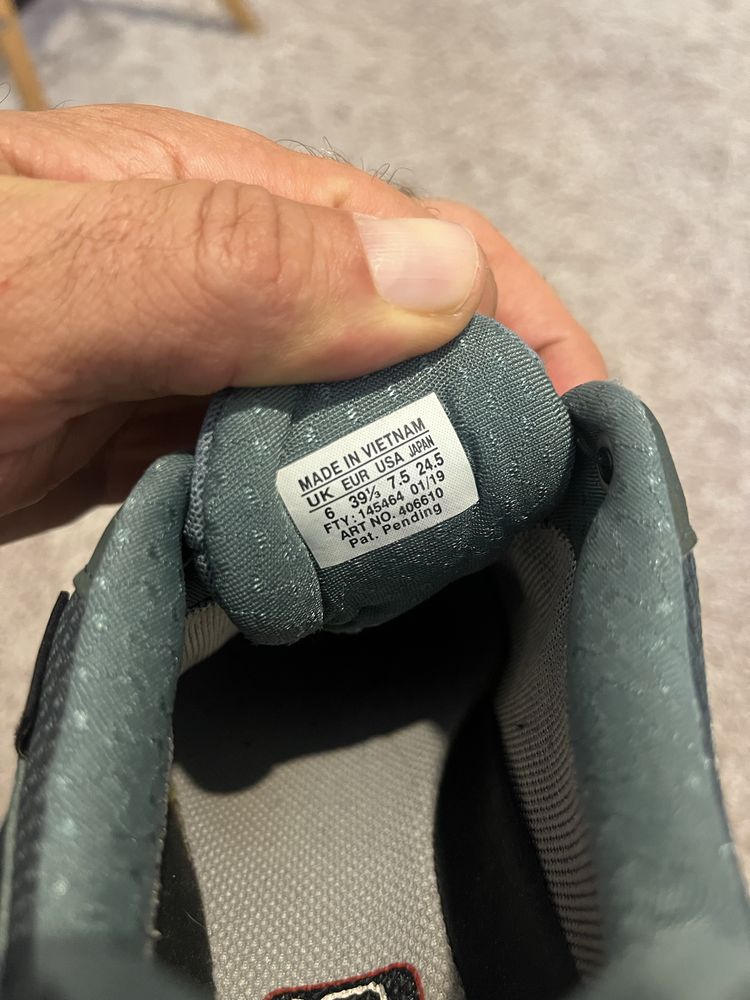 MADE IN VIETNAM
UK EUR USA JAPAN
6 39⅓ 7.5 24.5
FTY: 145464 01/19
ART NO. 406610
Pat. Pending